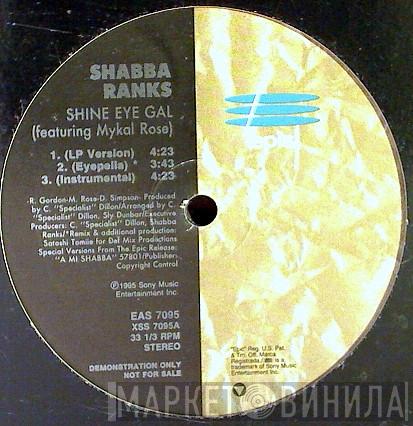 SHABBA
RANKS
SHINE EYE GAL
(featuring Mykal Rose)
1. (LP Version) 4:23
2. (Eyepella) * 3:43
3. (Instrumental) 4:23
R. Gordon-M. Rose-D. Simpson- Produced
by C. "Specialist" Dillon/Arranged by C.
"Specialist" Dillon, Sly Dunbar/Executive
Producers: C. "Specialist" Dillon, Shabba
Ranks/*Remix & additional production:
Satoshi Tomiie for Def Mix Productions
Special Versions From The Epic Release:
"A MI SHABBA" 57801/Publisher:
Copyright Control
℗1995 Sony Music
Entertainment Inc.
EAS 7095
XSS 7095A
33 1/3 RPM
STEREO
DEMONSTRATION ONLY
NOT FOR SALE
epic
"Epic" Reg. U.S. Pat.
& Tm. Off. Marca
Registrada./ is a
trademark of Sony Music
Entertainment Inc.
МАРКЕТ ВИНИЛА